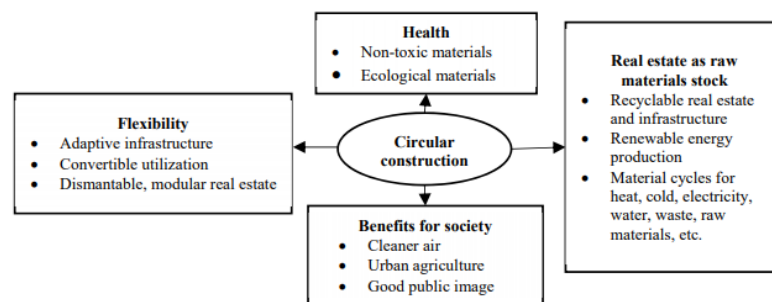 Health
• Non-toxic materials
• Ecological materials
Flexibility
• Adaptive infrastructure
• Convertible utilization
• Dismantable, modular real estate
Circular
construction
Real estate as raw
materials stock
• Recyclable real estate
and infrastructure
• Renewable energy
production
• Material cycles for
heat, cold, electricity,
water, waste, raw
materials, etc.
Benefits for society
• Cleaner air
• Urban agriculture
• Good public image